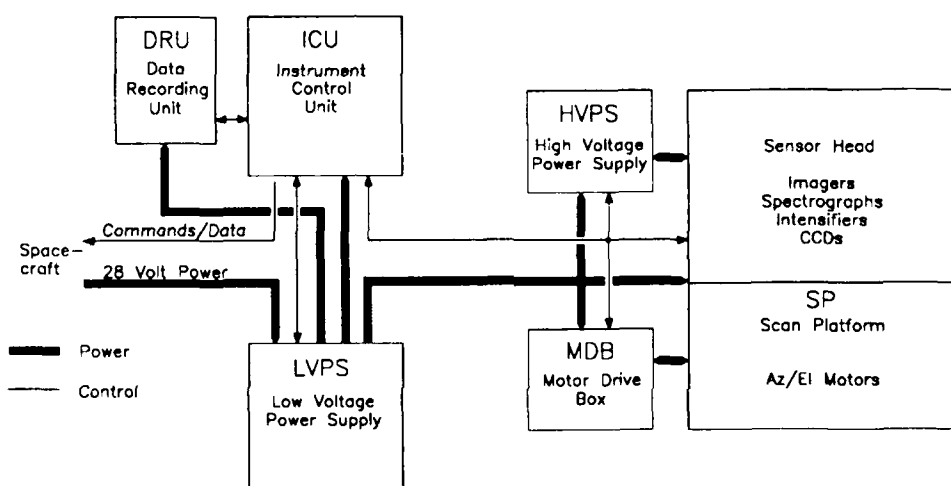 DRU
Data
Recording
Unit
ICU
Instrument
Control
Unit
HVPS
High Voltage
Power Supply
Sensor Head
Imagers
Spectrographs
Intensifiers
CCDs
Commands/Data
Space-
craft
28 Volt Power
SP
Scan Platform
Az/El Motors
MDB
Motor Drive
Box
LVPS
Low Voltage
Power Supply
Power
Control